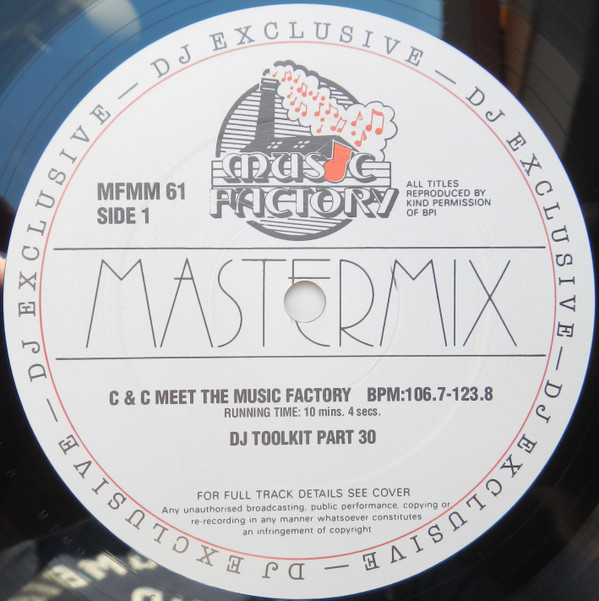 DJ EXCLUSIVE — DJ EXCLUSIVE — DJ EXCLUSIVE — DJ EXCLUSIVE — DJ EXCLUSIVE —
MUSIC
FACTORY
MFMM 61
SIDE 1
ALL TITLES
REPRODUCED BY
KIND PERMISSION
OF BPI
MASTERMIX
C & C MEET THE MUSIC FACTORY BPM:106.7-123.8
RUNNING TIME: 10 mins. 4 secs.
DJ TOOLKIT PART 30
FOR FULL TRACK DETAILS SEE COVER
Any unauthorised broadcasting, public performance, copying or
re-recording in any manner whatsoever constitutes
an infringement of copyright